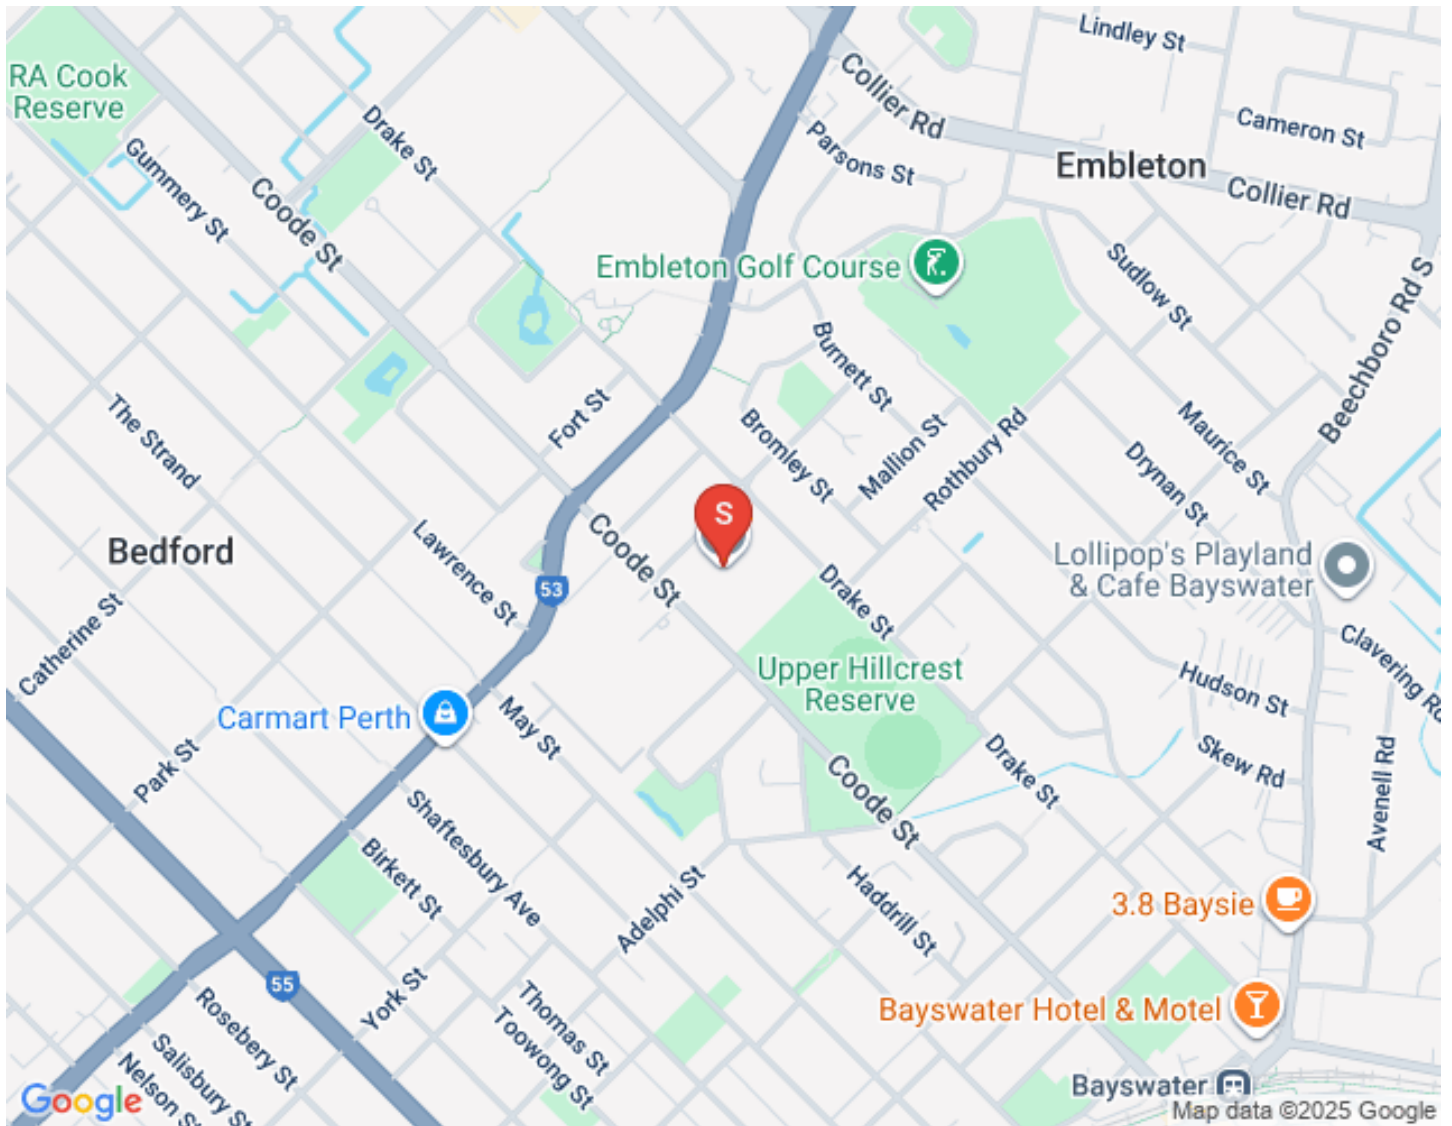 Lindley St
RA Cook
Reserve
Collier Rd
Drake St
Parsons St
Cameron St
Embleton
Gummery St
Coode St
Collier Rd
Embleton Golf Course
Sudlow St
Beechboro Rd S
Burnett St
The Strand
Fort St
Bromley St
Mallion St
Rothbury Rd
Maurice St
Drynan St
S
Bedford
Lawrence St
Coode St
53
Drake St
Lollipop's Playland
& Cafe Bayswater
Catherine St
Clavering Rd
Upper Hillcrest
Reserve
Hudson St
Carmart Perth
May St
Park St
Skew Rd
Drake St
Avenell Rd
Coode St
Shaftesbury Ave
Birkett St
Adelphi St
Haddrill St
3.8 Baysie
55
York St
Thomas St
Toowong St
Bayswater Hotel & Motel
Rosebery St
Salisbury St
Nelson St
Bayswater
Google
Map data ©2025 Google